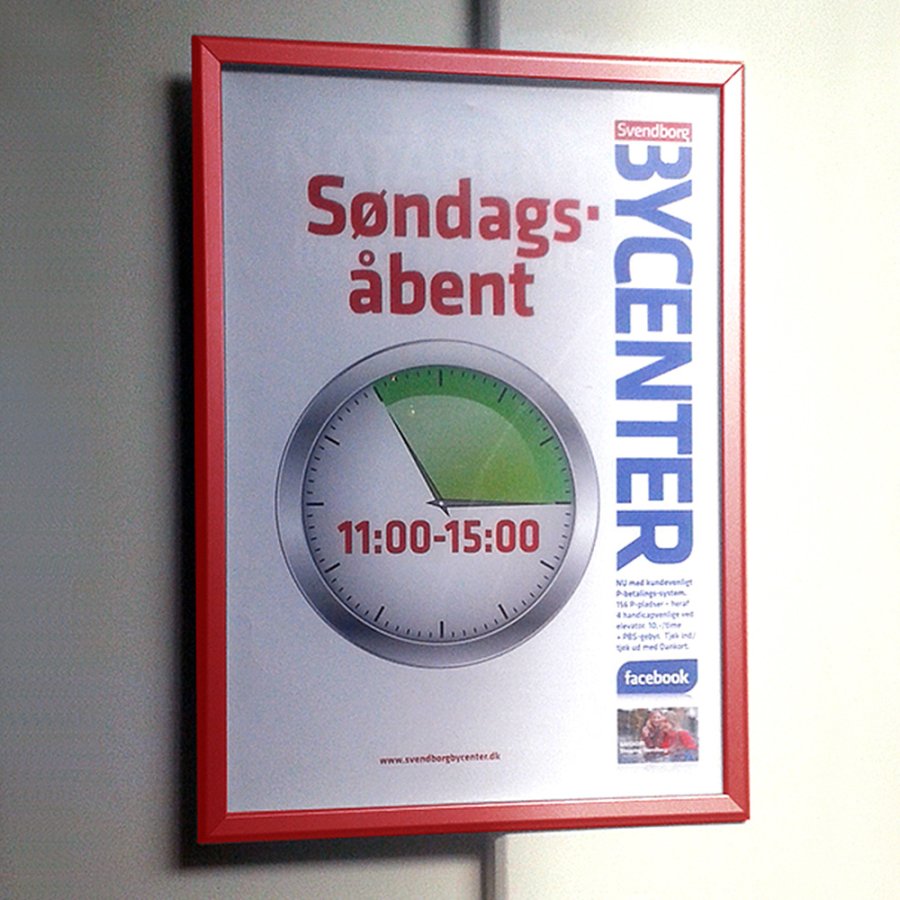 Søndags-
åbent
11:00-15:00
www.svendborgbycenter.dk
Svendborg
BYCENTER
NU med kundevenligt
P-betalings-system.
156 P-pladser - heraf
4 handicapvenlige ved
elevator. 10,-/time
+ PBS-gebyr. Tjek ind/
tjek ud med Dankort.
facebook